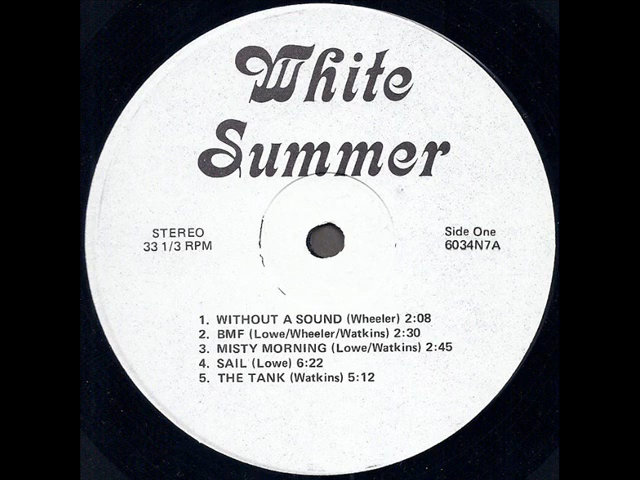 White
Summer
STEREO
33 1/3 RPM
Side One
6034N7A
1. WITHOUT A SOUND (Wheeler) 2:08
2. BMF (Lowe/Wheeler/Watkins) 2:30
3. MISTY MORNING (Lowe/Watkins) 2:45
4. SAIL (Lowe) 6:22
5. THE TANK (Watkins) 5:12